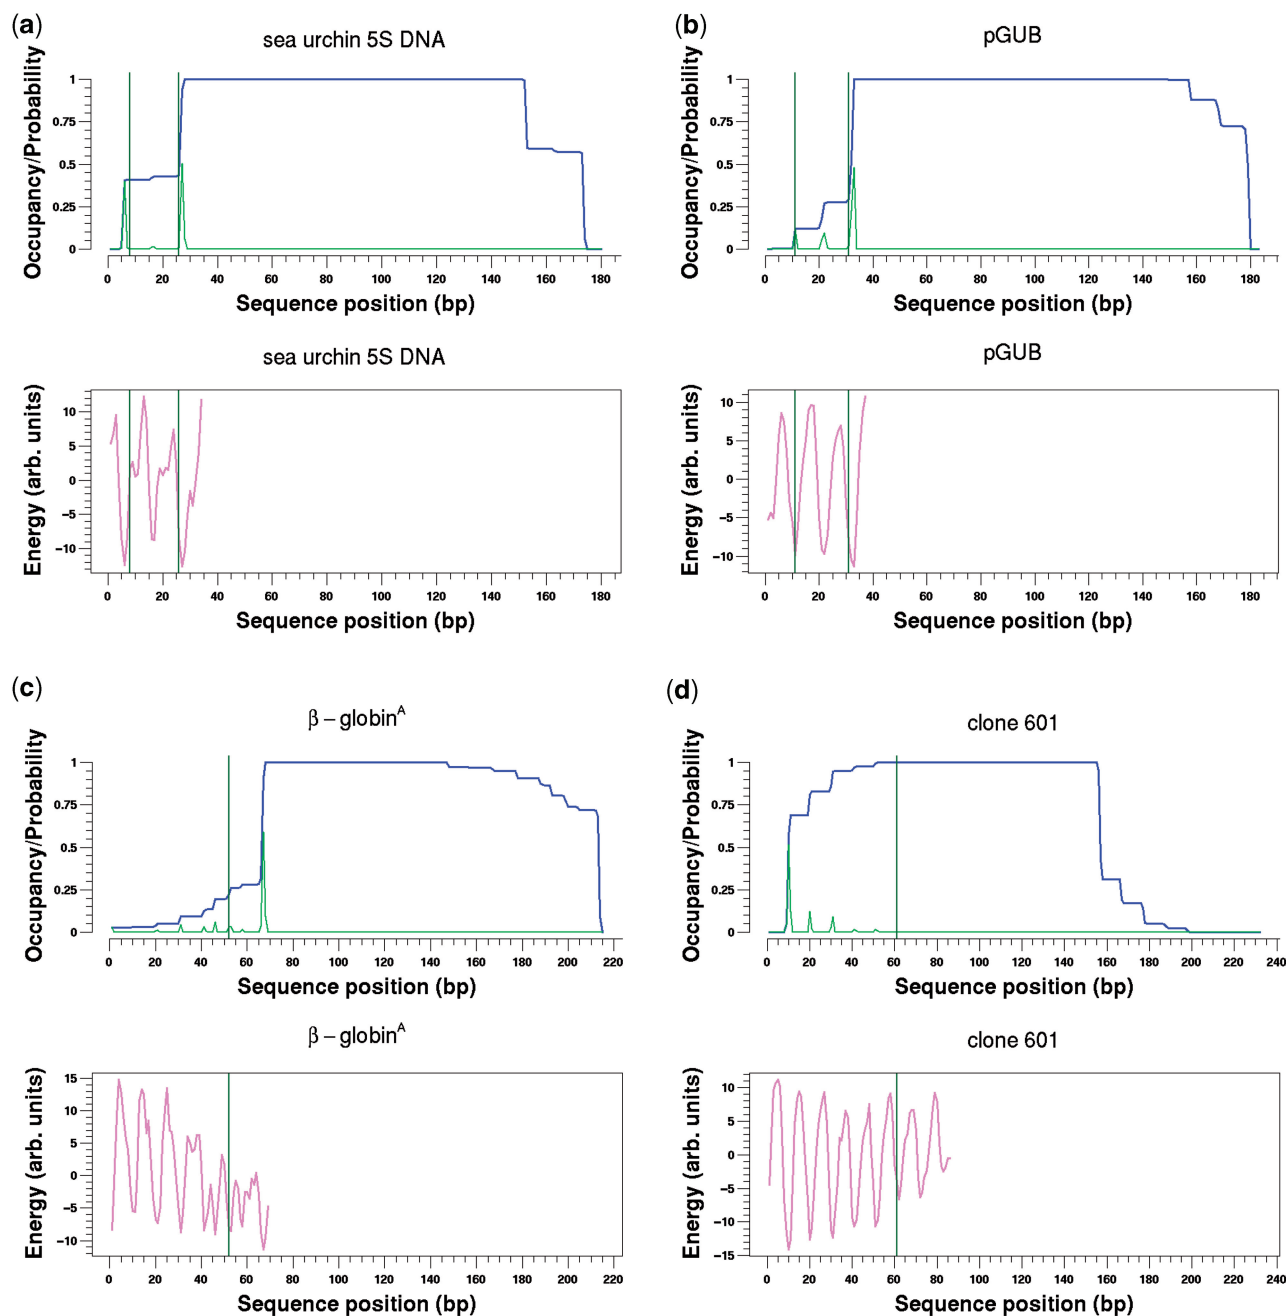 (a)
sea urchin 5S DNA
Occupancy/Probability
1
0.75
0.5
0.25
0
0 20 40 60 80 100 120 140 160 180
Sequence position (bp)
sea urchin 5S DNA
Energy (arb. units)
10
5
0
−5
−10
0 20 40 60 80 100 120 140 160 180
Sequence position (bp)
(b)
pGUB
Occupancy/Probability
1
0.75
0.5
0.25
0
0 20 40 60 80 100 120 140 160 180
Sequence position (bp)
pGUB
Energy (arb. units)
10
5
0
−5
−10
0 20 40 60 80 100 120 140 160 180
Sequence position (bp)
(c)
β – globinᴬ
Occupancy/Probability
1
0.75
0.5
0.25
0
0 20 40 60 80 100 120 140 160 180 200 220
Sequence position (bp)
β – globinᴬ
Energy (arb. units)
15
10
5
0
−5
−10
0 20 40 60 80 100 120 140 160 180 200 220
Sequence position (bp)
(d)
clone 601
Occupancy/Probability
1
0.75
0.5
0.25
0
0 20 40 60 80 100 120 140 160 180 200 220 240
Sequence position (bp)
clone 601
Energy (arb. units)
10
5
0
−5
−10
−15
0 20 40 60 80 100 120 140 160 180 200 220 240
Sequence position (bp)